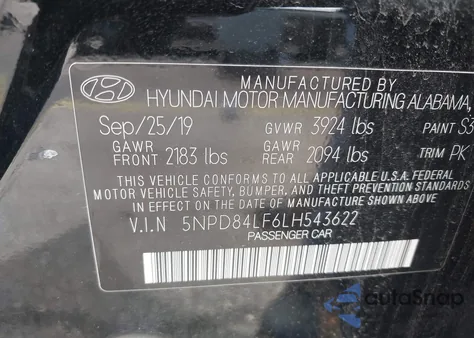 MANUFACTURED BY
HYUNDAI MOTOR MANUFACTURING ALABAMA,
Sep/25/19 GVWR 3924 lbs PAINT S3
GAWR FRONT 2183 lbs GAWR REAR 2094 lbs TRIM PK
THIS VEHICLE CONFORMS TO ALL APPLICABLE U.S.A. FEDERAL
MOTOR VEHICLE SAFETY, BUMPER, AND THEFT PREVENTION STANDARDS
IN EFFECT ON THE DATE OF MANUFACTURE SHOWN ABOVE.
V.I.N 5NPD84LF6LH543622
PASSENGER CAR
autoSnap